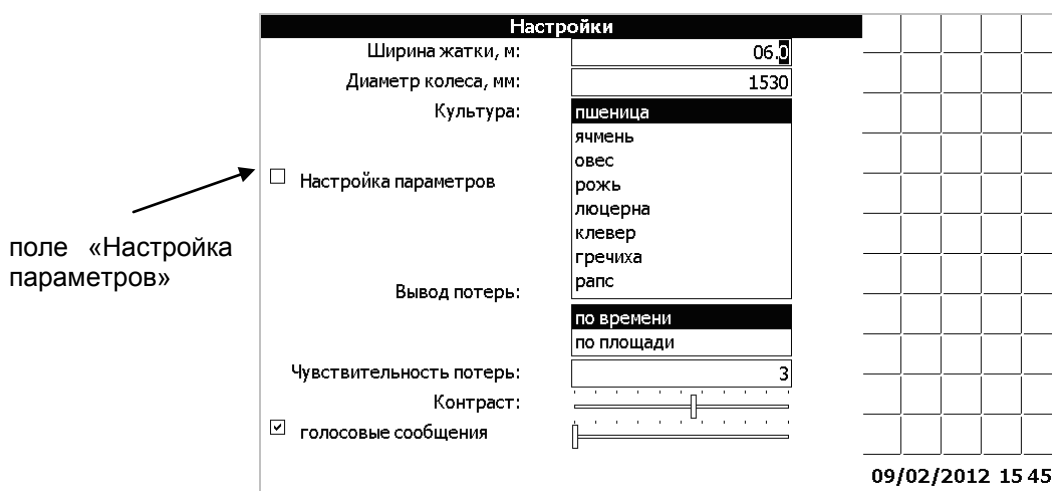 Настройки
Ширина жатки, м: 06.0
Диаметр колеса, мм: 1530
Культура: пшеница
ячмень
овес
Настройка параметров рожь
люцерна
клевер
поле «Настройка параметров»
гречиха
рапс
Вывод потерь:
по времени
по площади
Чувствительность потерь: 3
Контраст:
голосовые сообщения
09/02/2012 15 45